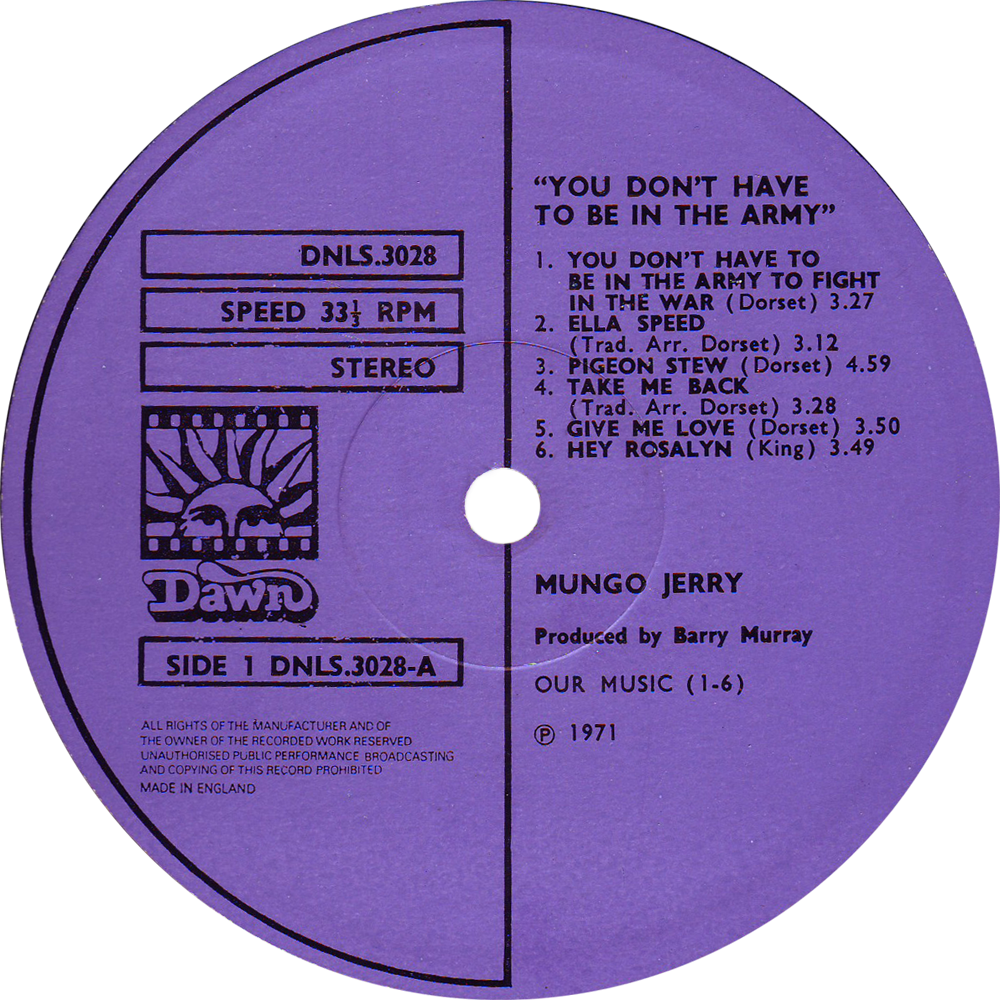 DNLS.3028
SPEED 33⅓ RPM
STEREO
Dawn
SIDE 1 DNLS.3028-A
ALL RIGHTS OF THE MANUFACTURER AND OF
THE OWNER OF THE RECORDED WORK RESERVED
UNAUTHORISED PUBLIC PERFORMANCE BROADCASTING
AND COPYING OF THIS RECORD PROHIBITED
MADE IN ENGLAND
“YOU DON’T HAVE
TO BE IN THE ARMY”
1. YOU DON’T HAVE TO
BE IN THE ARMY TO FIGHT
IN THE WAR (Dorset) 3.27
2. ELLA SPEED
(Trad. Arr. Dorset) 3.12
3. PIGEON STEW (Dorset) 4.59
4. TAKE ME BACK
(Trad. Arr. Dorset) 3.28
5. GIVE ME LOVE (Dorset) 3.50
6. HEY ROSALYN (King) 3.49
MUNGO JERRY
Produced by Barry Murray
OUR MUSIC (1-6)
℗ 1971